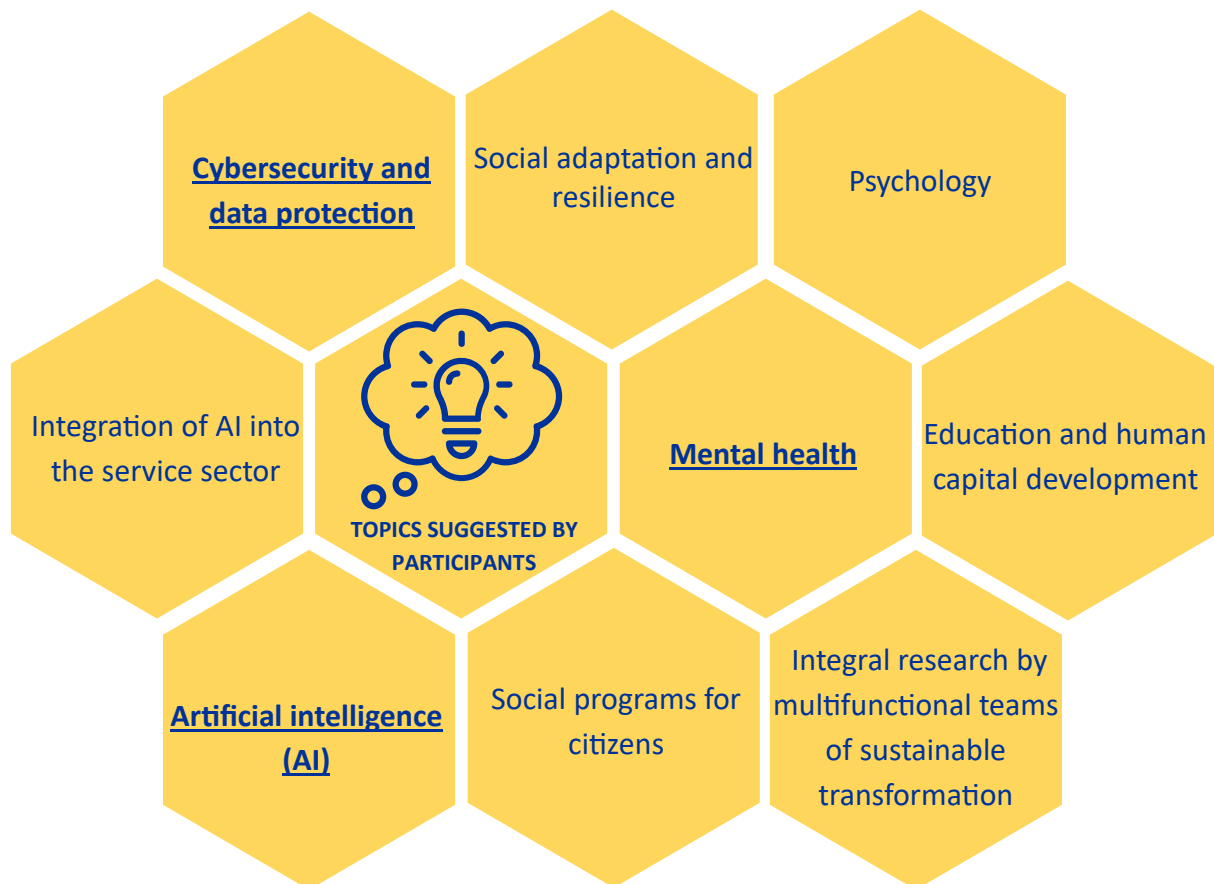 Cybersecurity and
data protection
Social adaptation and
resilience
Psychology
Integration of AI into
the service sector
TOPICS SUGGESTED BY
PARTICIPANTS
Mental health
Education and human
capital development
Artificial intelligence
(AI)
Social programs for
citizens
Integral research by
multifunctional teams
of sustainable
transformation